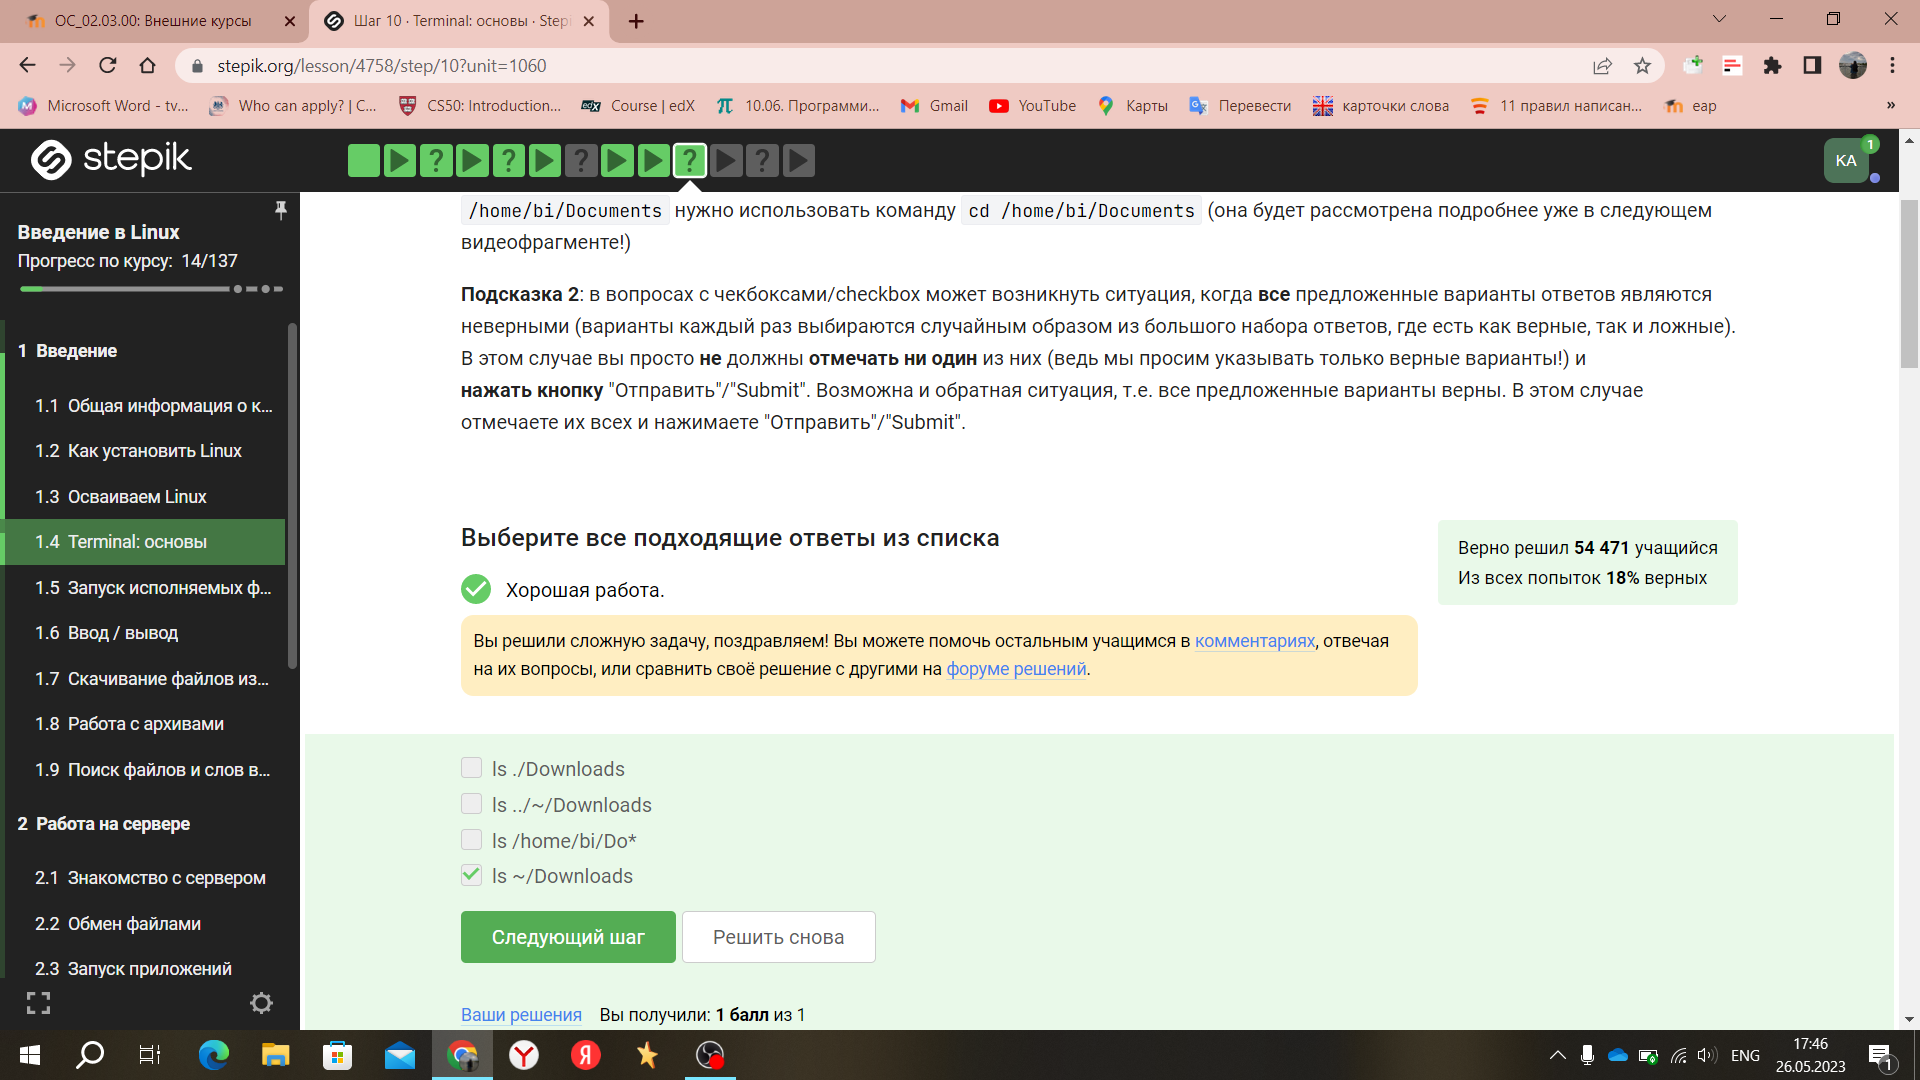 ОС_02.03.00: Внешние курсы
Шаг 10 · Terminal: основы · Step
stepik.org/lesson/4758/step/10?unit=1060
Microsoft Word - tv...
Who can apply? | C...
CS50: Introduction...
edX
Course | edX
10.06. Программи...
Gmail
YouTube
Карты
Перевести
карточки слова
11 правил написан...
eap
»
stepik
? ? ? ? ?
KA
1
Введение в Linux
Прогресс по курсу: 14/137
1 Введение
1.1 Общая информация о к...
1.2 Как установить Linux
1.3 Осваиваем Linux
1.4 Terminal: основы
1.5 Запуск исполняемых ф...
1.6 Ввод / вывод
1.7 Скачивание файлов из...
1.8 Работа с архивами
1.9 Поиск файлов и слов в...
2 Работа на сервере
2.1 Знакомство с сервером
2.2 Обмен файлами
2.3 Запуск приложений
/home/bi/Documents нужно использовать команду cd /home/bi/Documents (она будет рассмотрена подробнее уже в следующем
видеофрагменте!)
Подсказка 2: в вопросах с чекбоксами/checkbox может возникнуть ситуация, когда все предложенные варианты ответов являются
неверными (варианты каждый раз выбираются случайным образом из большого набора ответов, где есть как верные, так и ложные).
В этом случае вы просто не должны отмечать ни один из них (ведь мы просим указывать только верные варианты!) и
нажать кнопку "Отправить"/"Submit". Возможна и обратная ситуация, т.е. все предложенные варианты верны. В этом случае
отмечаете их всех и нажимаете "Отправить"/"Submit".
Выберите все подходящие ответы из списка
Хорошая работа.
Верно решил 54 471 учащийся
Из всех попыток 18% верных
Вы решили сложную задачу, поздравляем! Вы можете помочь остальным учащимся в комментариях, отвечая
на их вопросы, или сравнить своё решение с другими на форуме решений.
ls ./Downloads
ls ../~/Downloads
ls /home/bi/Do*
ls ~/Downloads
Следующий шаг
Решить снова
Ваши решения Вы получили: 1 балл из 1
Y
Я
ENG
17:46
26.05.2023
1